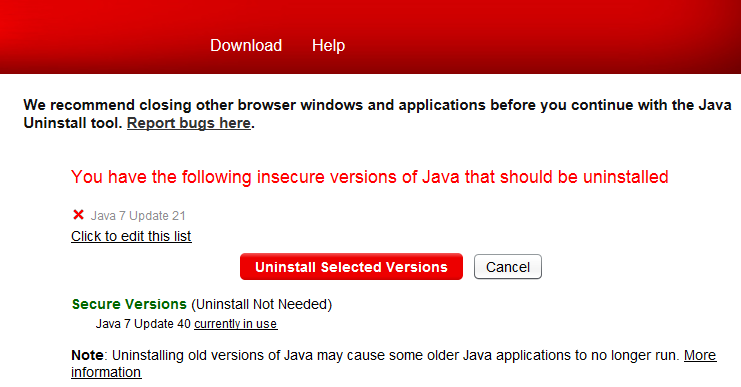 Download Help
We recommend closing other browser windows and applications before you continue with the Java
Uninstall tool. Report bugs here.
You have the following insecure versions of Java that should be uninstalled
Java 7 Update 21
Click to edit this list
Uninstall Selected Versions Cancel
Secure Versions (Uninstall Not Needed)
Java 7 Update 40 currently in use
Note: Uninstalling old versions of Java may cause some older Java applications to no longer run. More
information